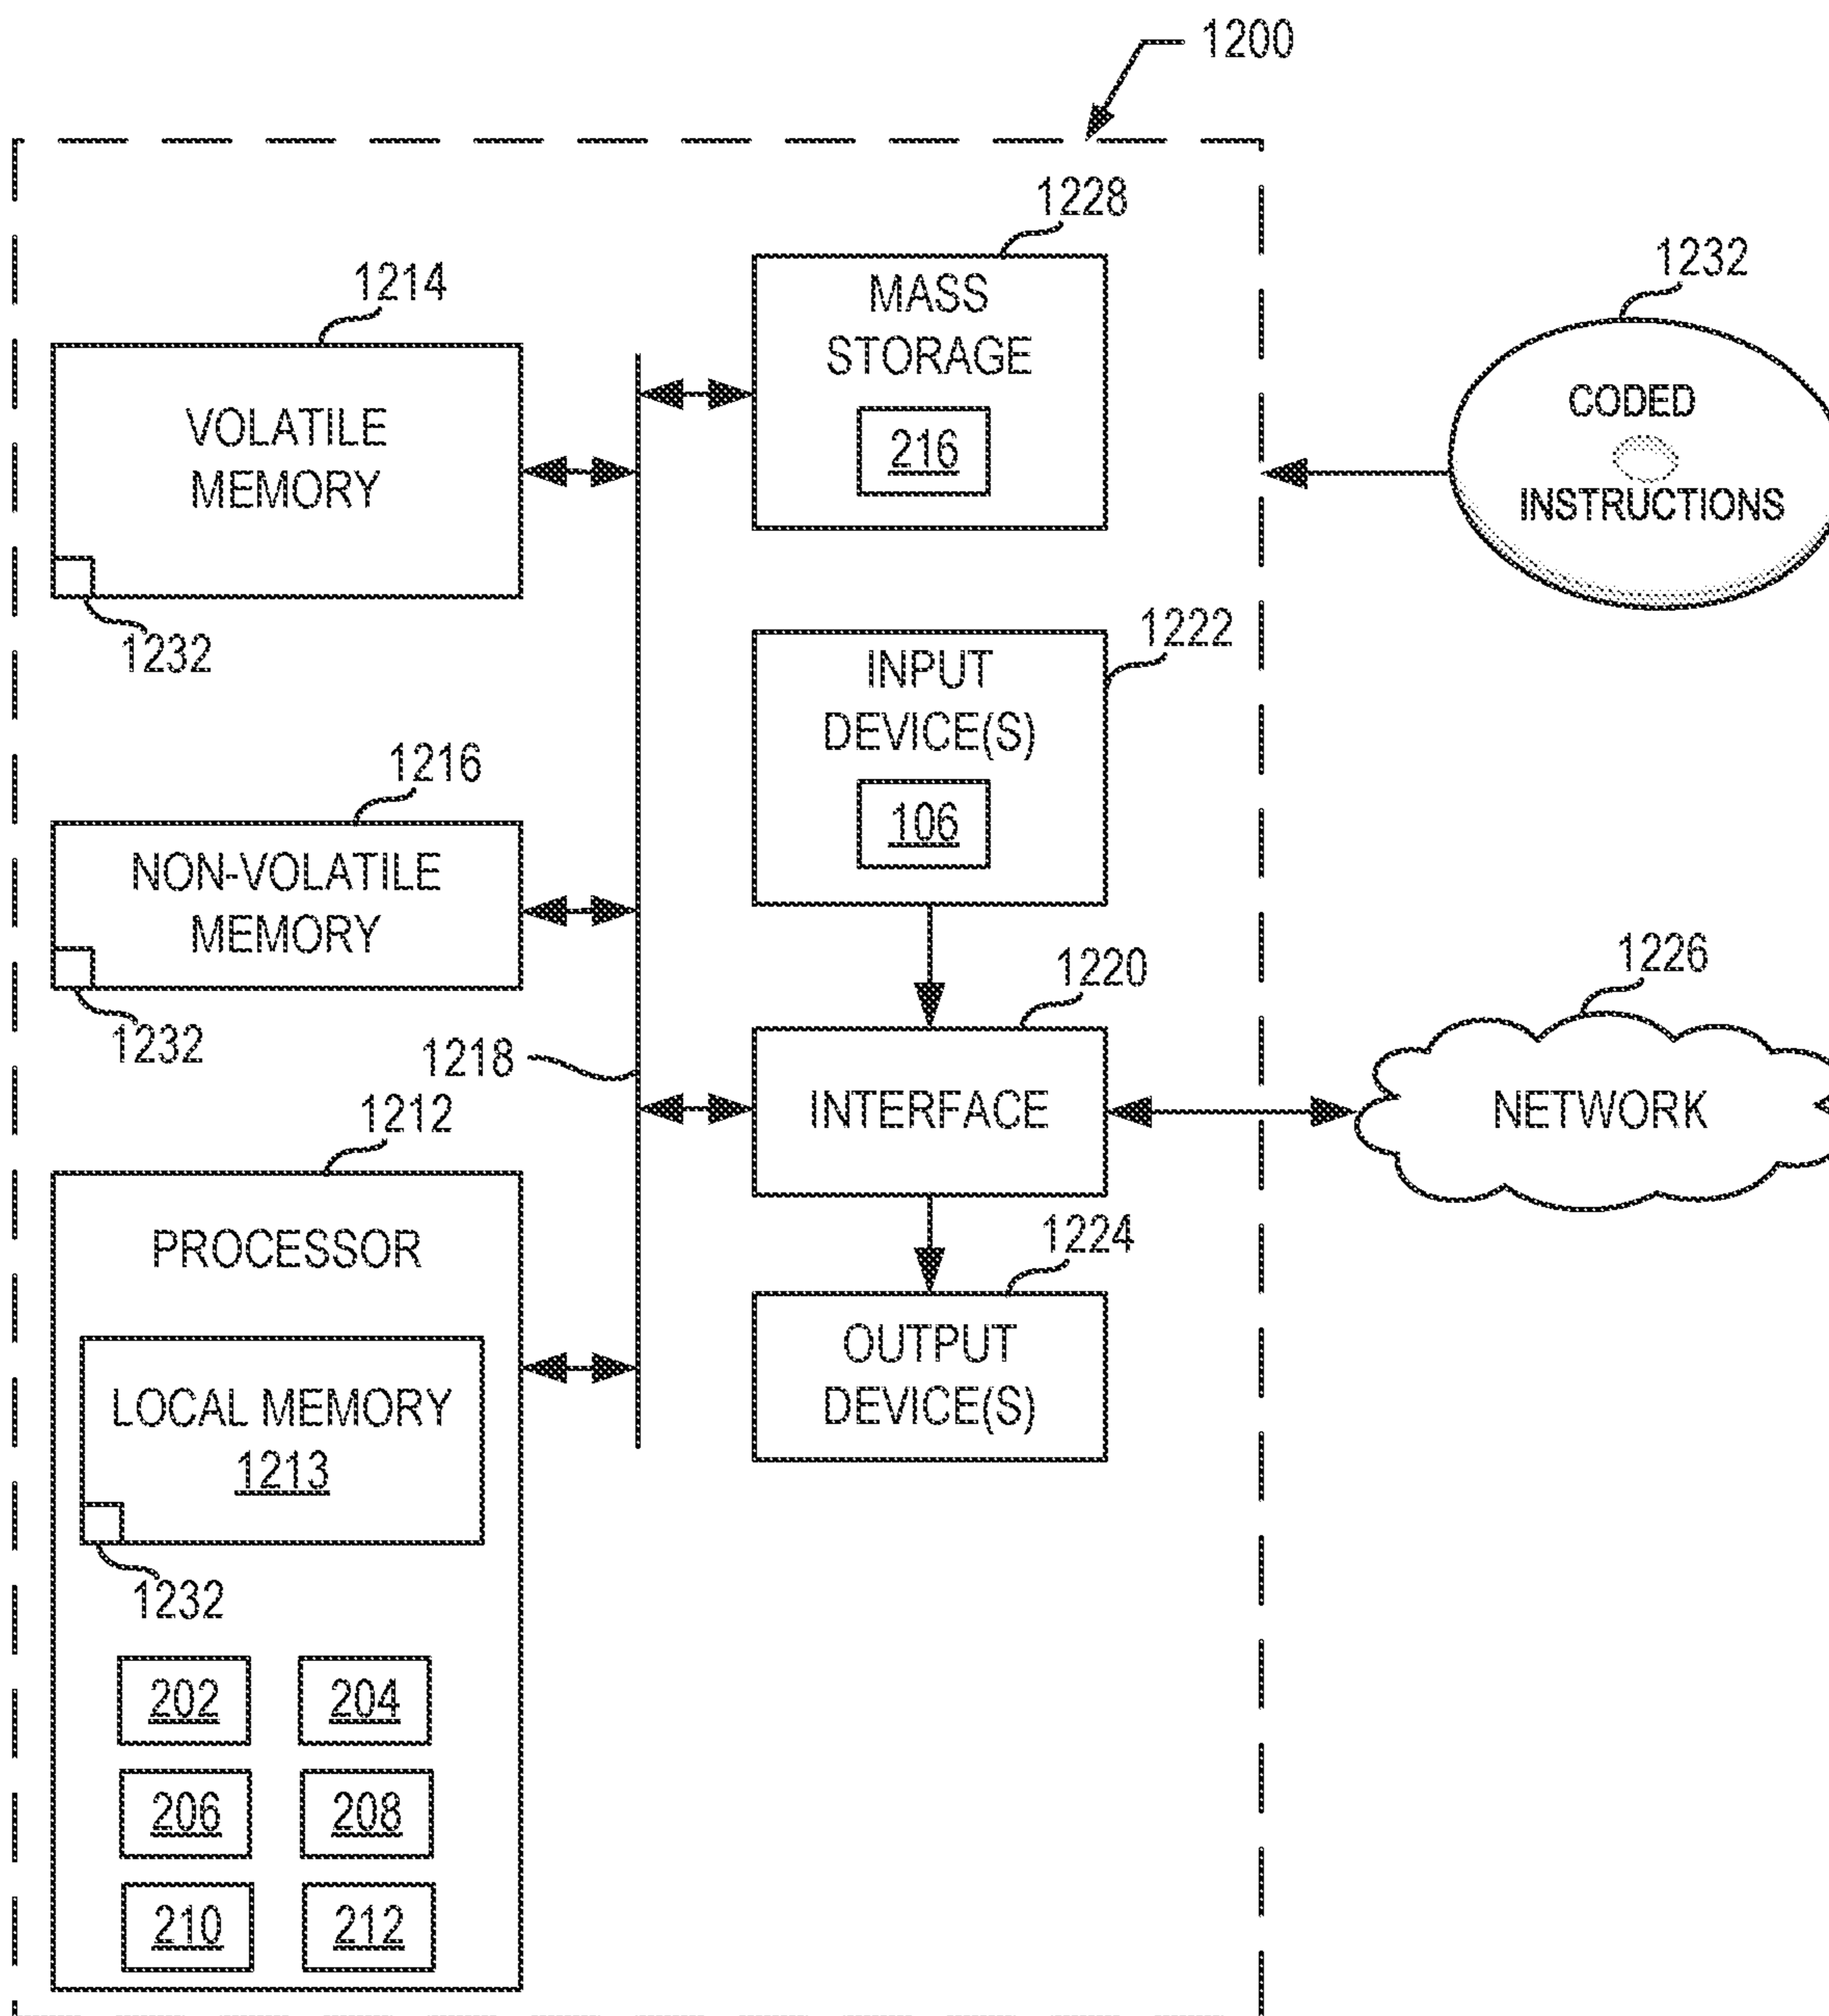 1200
1228
MASS
STORAGE
216
1214
VOLATILE
MEMORY
1232
1232
CODED
INSTRUCTIONS
1222
INPUT
DEVICE(S)
106
1216
NON-VOLATILE
MEMORY
1232
1218
1220
INTERFACE
1226
NETWORK
1212
PROCESSOR
LOCAL MEMORY
1213
1232
1224
OUTPUT
DEVICE(S)
202
204
206
208
210
212